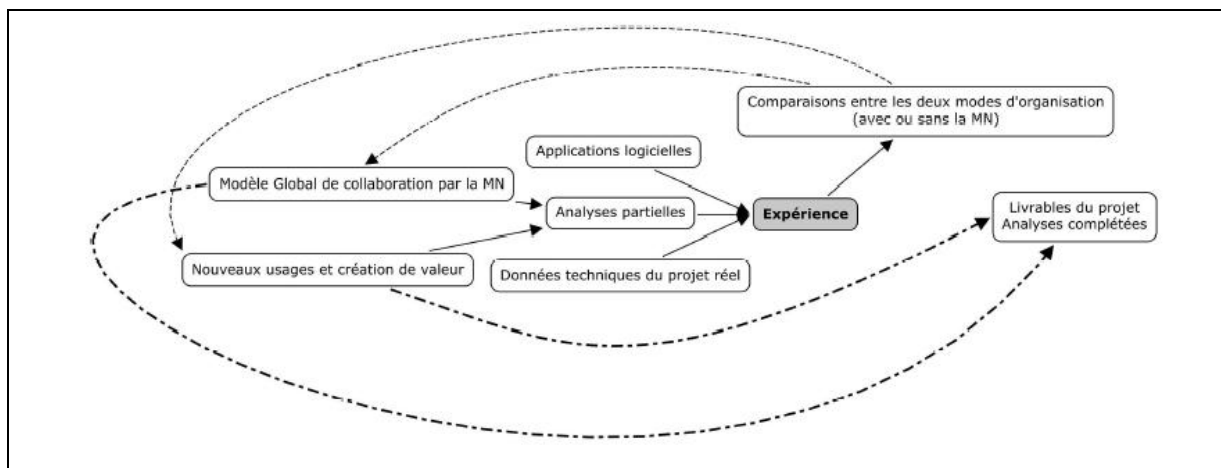 Comparaisons entre les deux modes d'organisation
(avec ou sans la MN)
Applications logicielles
Modèle Global de collaboration par la MN
Analyses partielles
Expérience
Livrables du projet
Analyses complétées
Nouveaux usages et création de valeur
Données techniques du projet réel